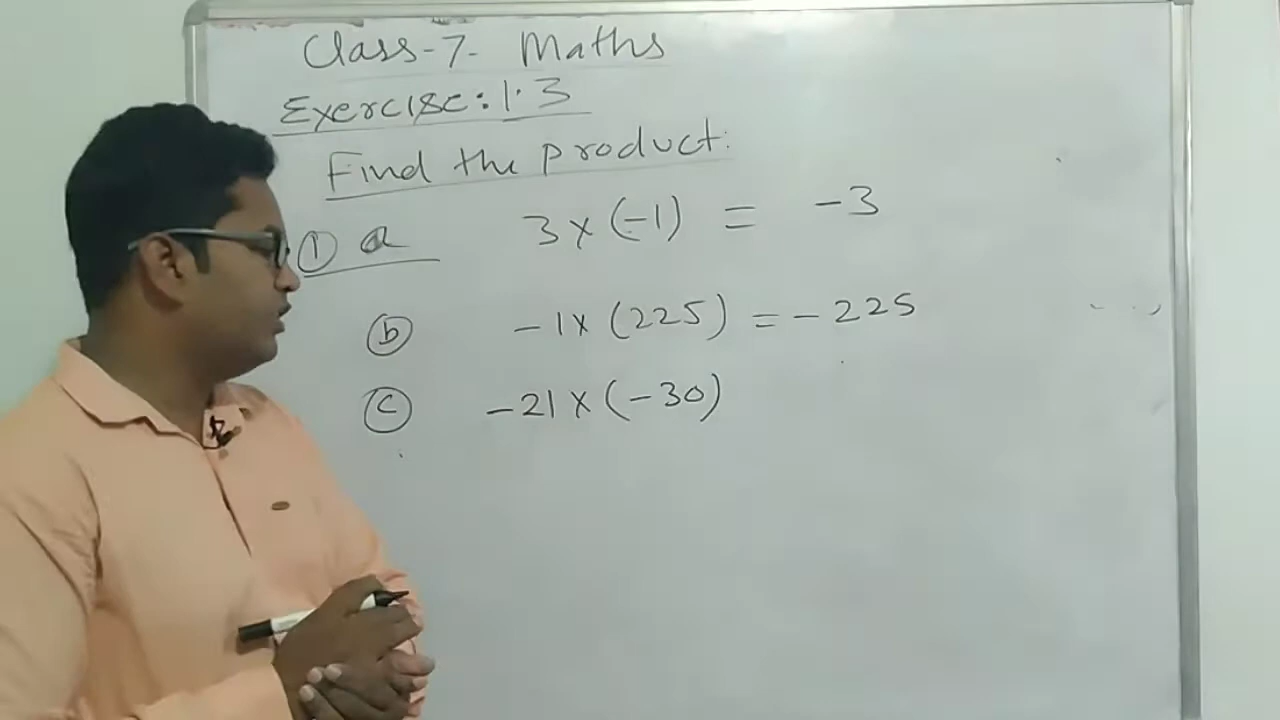 Class-7- Maths
Exercise: 1.3
Find the product:
① a 3 × (-1) = -3
ⓑ -1 × (225) = - 225
ⓒ -21 × (-30)